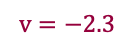 v = −2.3